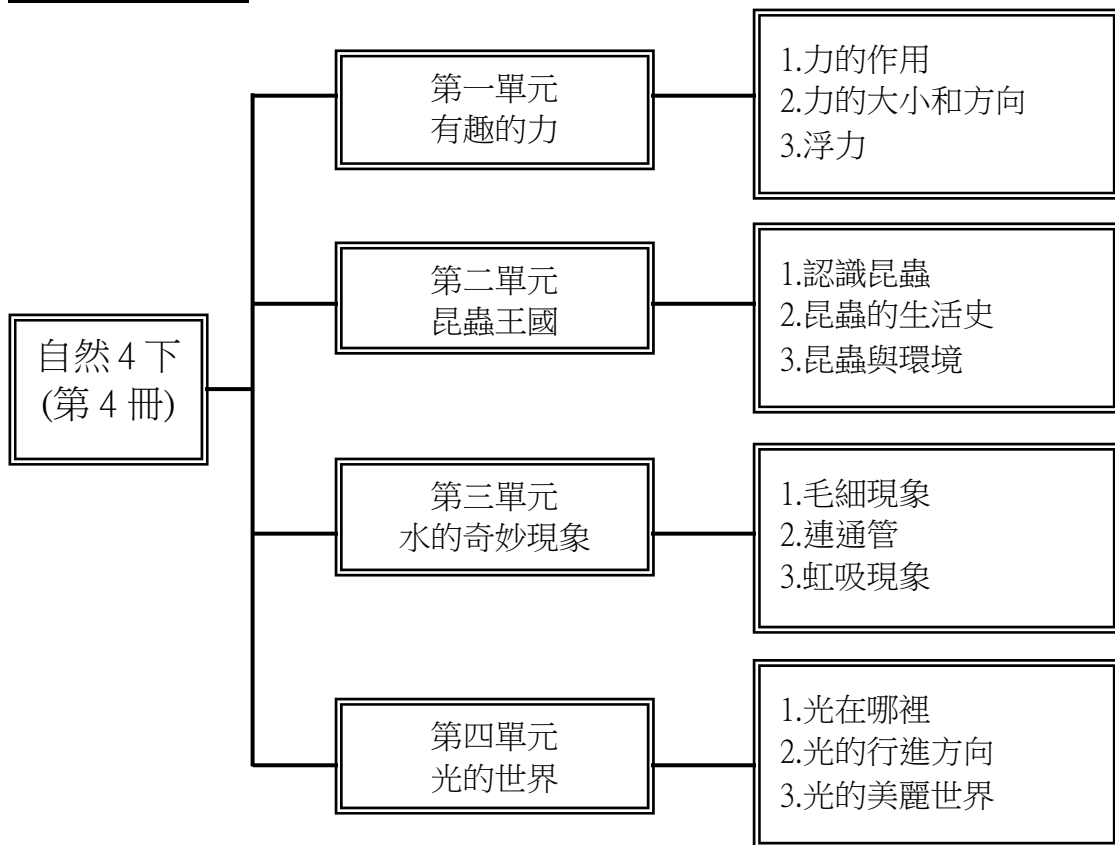 自然 4 下
(第 4 冊)
第一單元
有趣的力
1.力的作用
2.力的大小和方向
3.浮力
第二單元
昆蟲王國
1.認識昆蟲
2.昆蟲的生活史
3.昆蟲與環境
第三單元
水的奇妙現象
1.毛細現象
2.連通管
3.虹吸現象
第四單元
光的世界
1.光在哪裡
2.光的行進方向
3.光的美麗世界